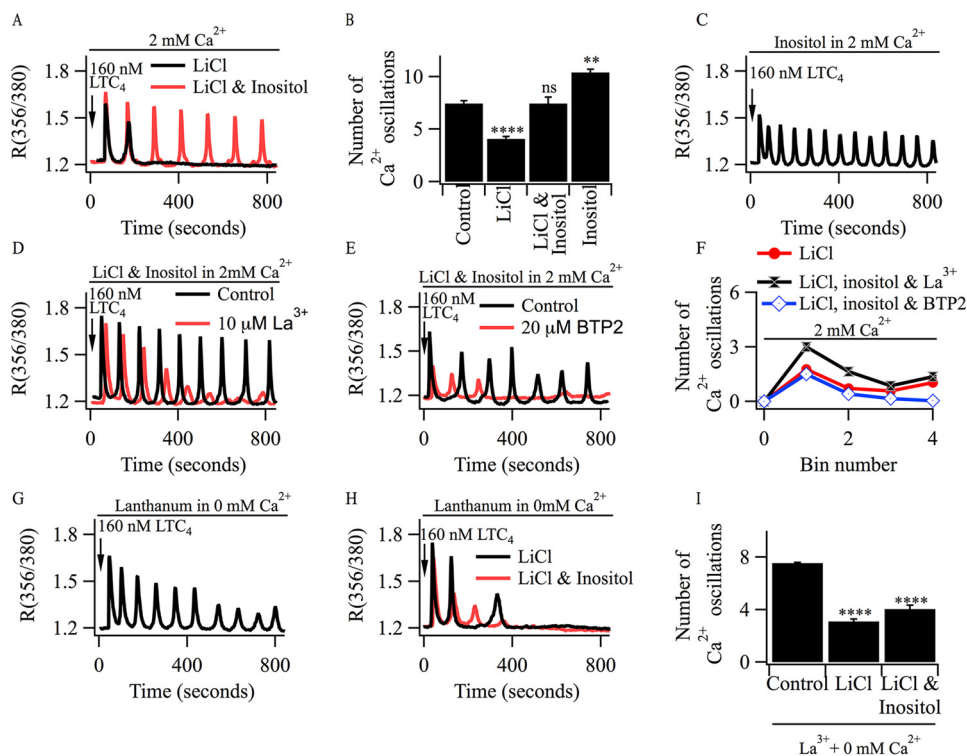 A
2 mM Ca2+
160 nM
LTC4
LiCl
LiCl & Inositol
R(356/380)
1.8
1.5
1.2
0
400
800
Time (seconds)
B
Number of
Ca2+ oscillations
10
5
0
****
ns
**
Control
LiCl
LiCl &
Inositol
Inositol
C
Inositol in 2 mM Ca2+
160 nM LTC4
R(356/380)
1.8
1.5
1.2
0
400
800
Time (seconds)
D
LiCl & Inositol in 2mM Ca2+
160 nM
LTC4
Control
10 μM La3+
R(356/380)
1.8
1.5
1.2
0
400
800
Time (seconds)
E
LiCl & Inositol in 2 mM Ca2+
160 nM
LTC4
Control
20 μM BTP2
R(356/380)
1.8
1.5
1.2
0
400
800
Time (seconds)
F
LiCl
LiCl, inositol & La3+
LiCl, inositol & BTP2
2 mM Ca2+
Number of
Ca2+ oscillations
6
3
0
0
2
4
Bin number
G
Lanthanum in 0 mM Ca2+
160 nM LTC4
R(356/380)
1.8
1.5
1.2
0
400
800
Time (seconds)
H
Lanthanum in 0mM Ca2+
160 nM LTC4
LiCl
LiCl & Inositol
R(356/380)
1.8
1.5
1.2
0
400
800
Time (seconds)
I
Number of
Ca2+ oscillations
8
4
0
****
****
Control
LiCl
LiCl &
Inositol
La3+ + 0 mM Ca2+